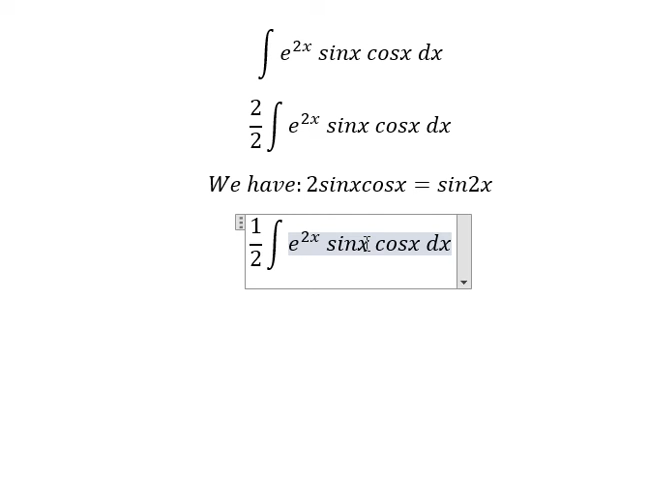 ∫ e^{2x} sinx cosx dx
2/2 ∫ e^{2x} sinx cosx dx
We have: 2sinxcosx = sin2x
1/2 ∫ e^{2x} sinx cosx dx